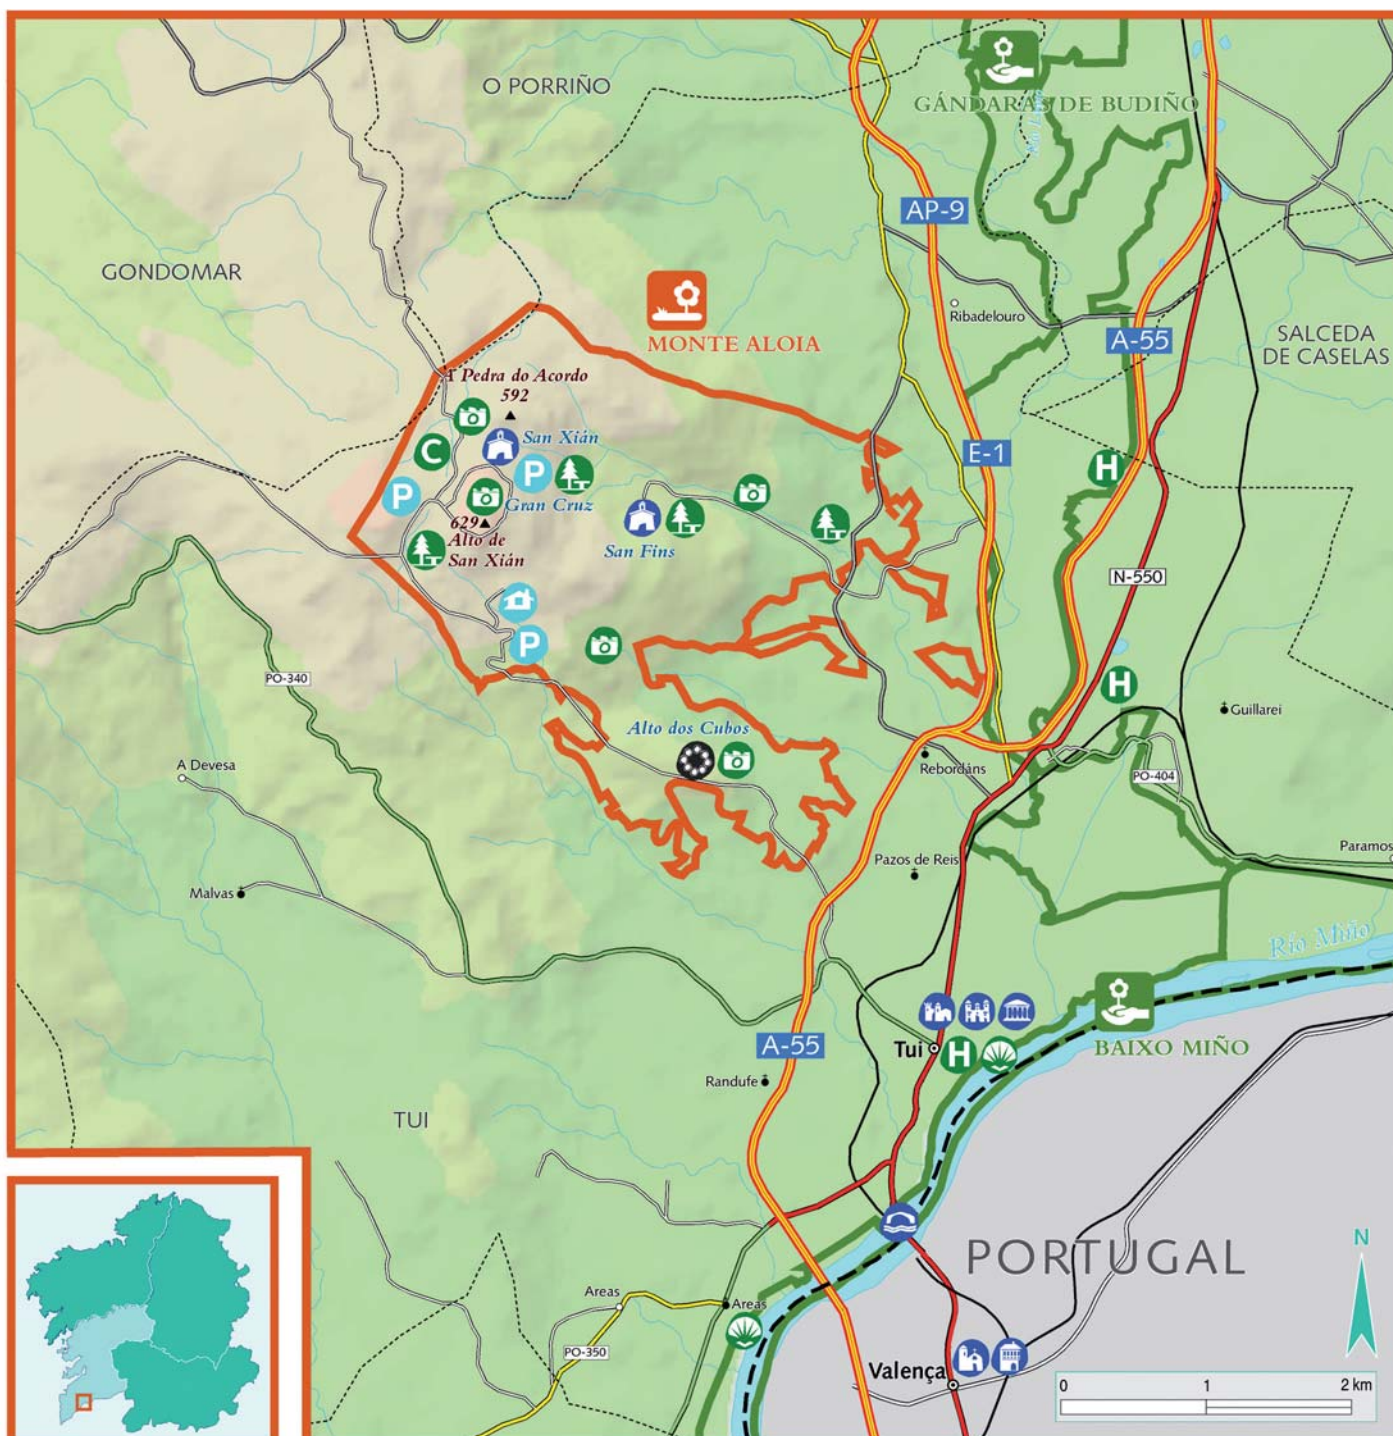 O PORRIÑO
GÁNDARAS DE BUDIÑO
AP-9
GONDOMAR
Ribadelouro
MONTE ALOIA
A-55
SALCEDA
DE CASELAS
A Pedra do Acordo
592
San Xián
C
P
P
Gran Cruz
E-1
H
629
Alto de
San Xián
San Fins
N-550
P
PO-340
H
Guillarei
Alto dos Cubos
A Devesa
Rebordáns
PO-404
Paramos
Pazos de Reis
Malvas
Río Miño
A-55
Tui
H
BAIXO MIÑO
Randufe
TUI
PORTUGAL
N
Areas
Areas
PO-350
Valença
0 1 2 km